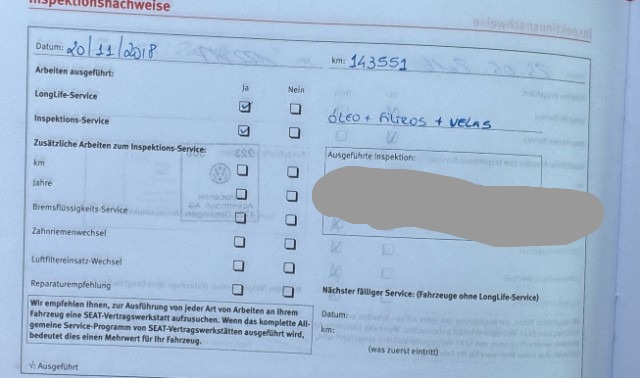 Inspektionsnachweise
Datum: 20/11/2018
km: 143551
Arbeiten ausgeführt:
Ja Nein
LongLife-Service
Inspektions-Service
ÓLEO + FILTROS + VELAS
Zusätzliche Arbeiten zum Inspektions-Service:
Ausgeführte Inspektion:
km
Jahre
Bremsflüssigkeits-Service
Zahnriemenwechsel
Luftfiltereinsatz-Wechsel
Reparaturempfehlung
Nächster fälliger Service: (Fahrzeuge ohne LongLife-Service)
Datum:
km:
(was zuerst eintritt)
Wir empfehlen Ihnen, zur Ausführung von jeder Art von Arbeiten an Ihrem
Fahrzeug eine SEAT-Vertragswerkstatt aufzusuchen. Wenn das komplette All-
gemeine Service-Programm von SEAT-Vertragswerkstätten ausgeführt wird,
bedeutet dies einen Mehrwert für Ihr Fahrzeug.
√: Ausgeführt